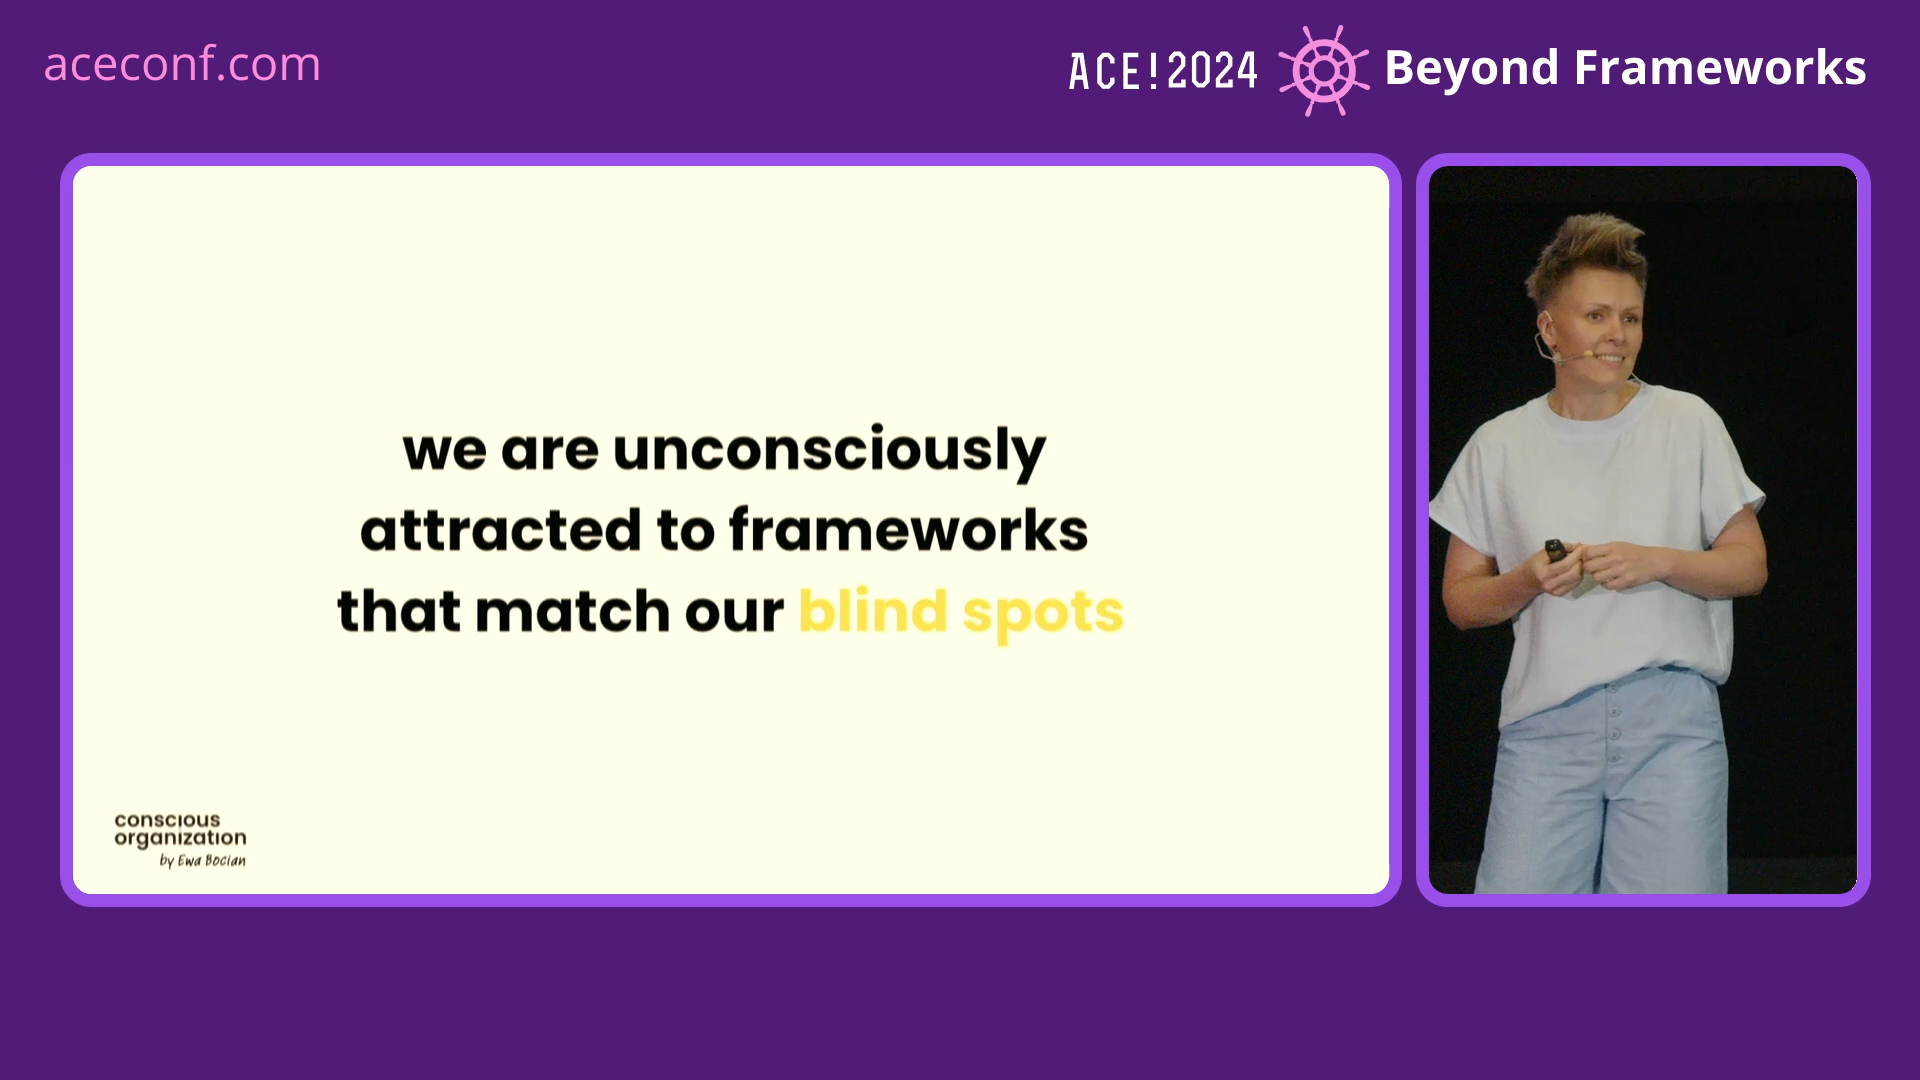 aceconf.com
ACE!2024 Beyond Frameworks
we are unconsciously
attracted to frameworks
that match our blind spots
conscious
organization
by Ewa Bocian